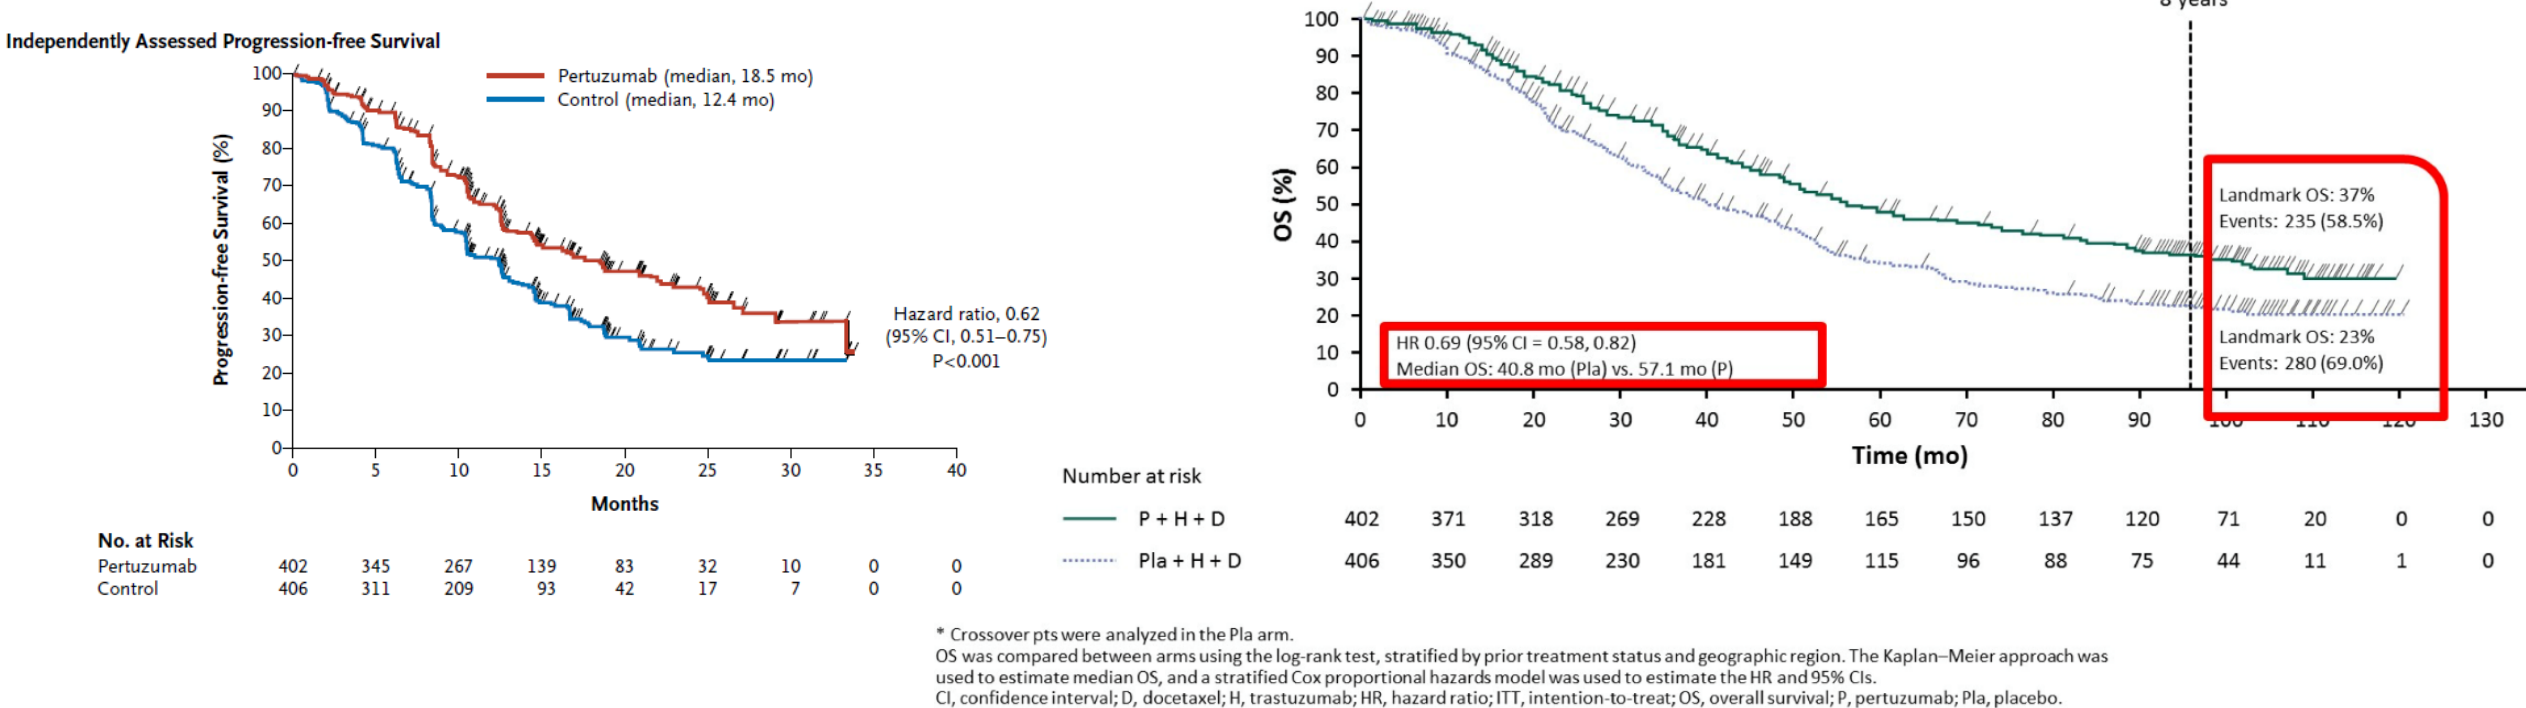 Independently Assessed Progression-free Survival
Pertuzumab (median, 18.5 mo)
Control (median, 12.4 mo)
Progression-free Survival (%)
100
90
80
70
60
50
40
30
20
10
0
Hazard ratio, 0.62
(95% CI, 0.51–0.75)
P<0.001
0 5 10 15 20 25 30 35 40
Months
No. at Risk
Pertuzumab 402 345 267 139 83 32 10 0 0
Control 406 311 209 93 42 17 7 0 0
8 years
OS (%)
100
90
80
70
60
50
40
30
20
10
0
Landmark OS: 37%
Events: 235 (58.5%)
HR 0.69 (95% CI = 0.58, 0.82)
Median OS: 40.8 mo (Pla) vs. 57.1 mo (P)
Landmark OS: 23%
Events: 280 (69.0%)
0 10 20 30 40 50 60 70 80 90 100 110 120 130
Time (mo)
Number at risk
P + H + D 402 371 318 269 228 188 165 150 137 120 71 20 0 0
Pla + H + D 406 350 289 230 181 149 115 96 88 75 44 11 1 0
* Crossover pts were analyzed in the Pla arm.
OS was compared between arms using the log-rank test, stratified by prior treatment status and geographic region. The Kaplan–Meier approach was
used to estimate median OS, and a stratified Cox proportional hazards model was used to estimate the HR and 95% CIs.
CI, confidence interval; D, docetaxel; H, trastuzumab; HR, hazard ratio; ITT, intention-to-treat; OS, overall survival; P, pertuzumab; Pla, placebo.